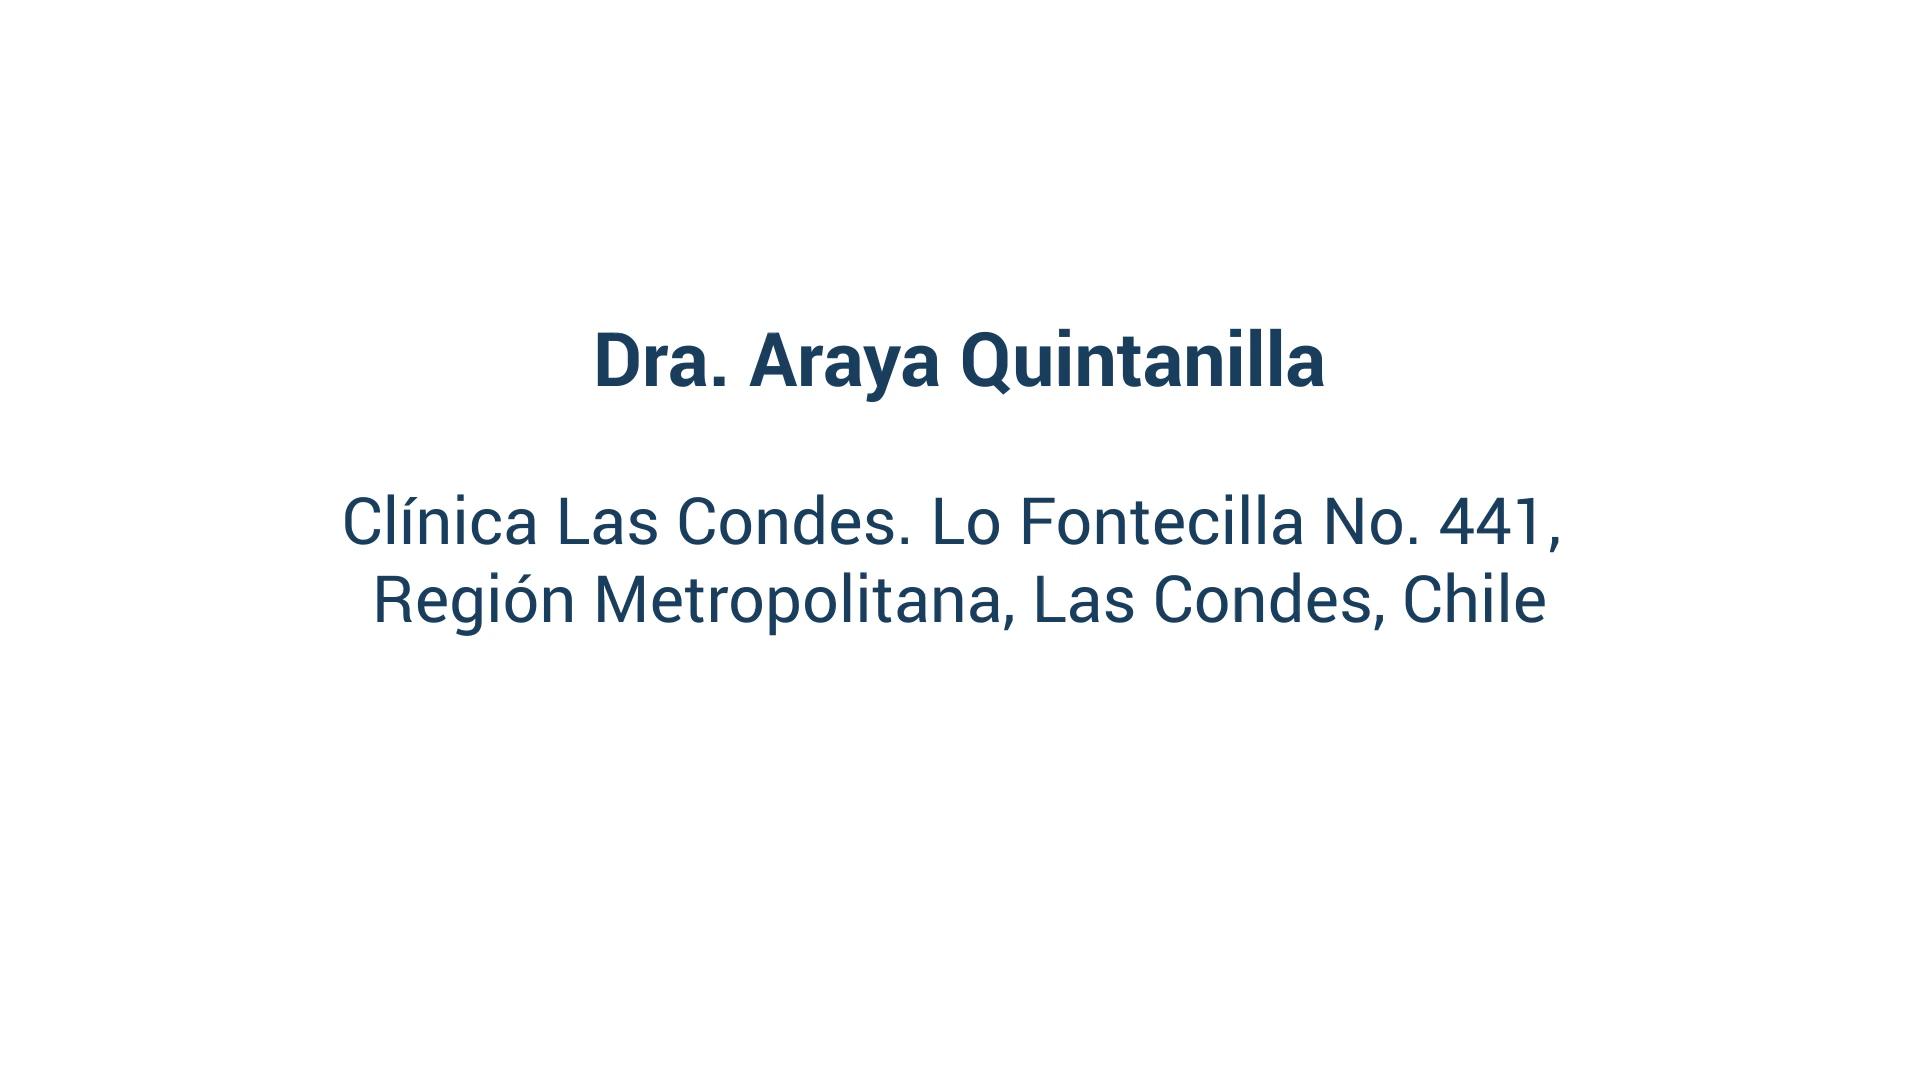 Dra. Araya Quintanilla
Clínica Las Condes. Lo Fontecilla No. 441,
Región Metropolitana, Las Condes, Chile